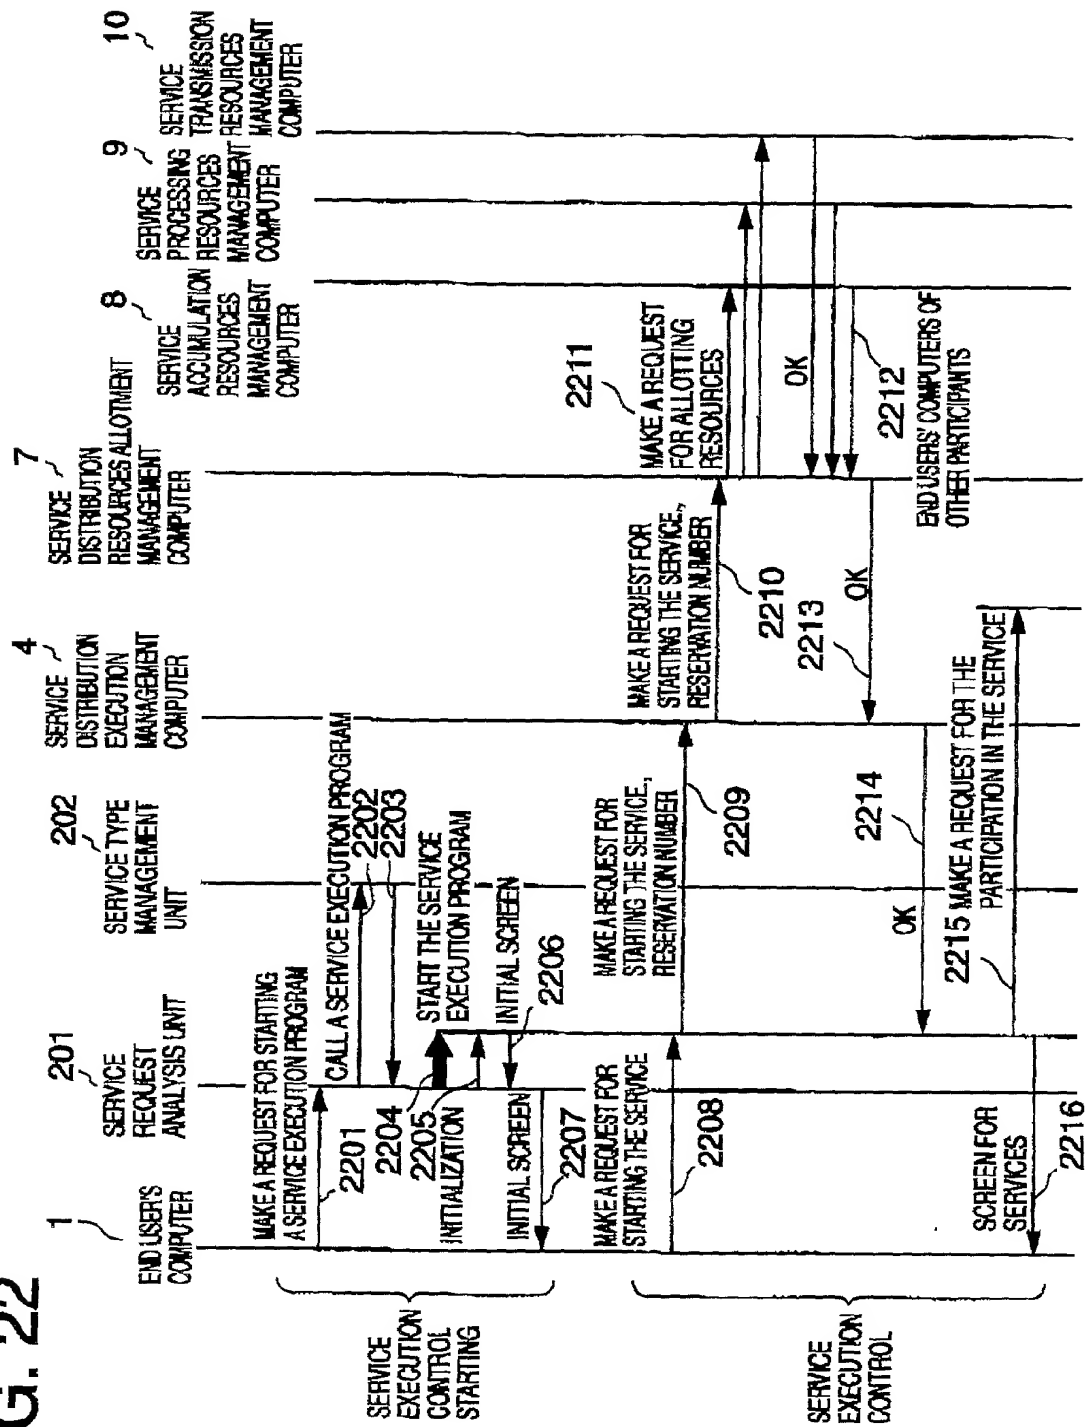 G. 22
1
END USER'S
COMPUTER
201
SERVICE
REQUEST
ANALYSIS UNIT
202
SERVICE TYPE
MANAGEMENT
UNIT
4
SERVICE
DISTRIBUTION
EXECUTION
MANAGEMENT
COMPUTER
7
SERVICE
DISTRIBUTION
RESOURCES ALLOTMENT
MANAGEMENT
COMPUTER
8
SERVICE
ACCUMULATION
RESOURCES
MANAGEMENT
COMPUTER
9
SERVICE
PROCESSING
RESOURCES
MANAGEMENT
COMPUTER
10
SERVICE
TRANSMISSION
RESOURCES
MANAGEMENT
COMPUTER
SERVICE
EXECUTION
CONTROL
STARTING
MAKE A REQUEST FOR STARTING
A SERVICE EXECUTION PROGRAM
2201
CALL A SERVICE EXECUTION PROGRAM
2202
2203
2204
START THE SERVICE
EXECUTION PROGRAM
2205
INITIALIZATION
INITIAL SCREEN
2206
INITIAL SCREEN
2207
SERVICE
EXECUTION
CONTROL
MAKE A REQUEST FOR
STARTING THE SERVICE
2208
MAKE A REQUEST FOR
STARTING THE SERVICE,
RESERVATION NUMBER
2209
MAKE A REQUEST FOR
STARTING THE SERVICE,
RESERVATION NUMBER
2210
2211
MAKE A REQUEST
FOR ALLOTTING
RESOURCES
OK
2212
END USERS' COMPUTERS OF
OTHER PARTICIPANTS
2213
OK
2214
OK
2215
MAKE A REQUEST FOR THE
PARTICIPATION IN THE SERVICE
SCREEN FOR
SERVICES
2216